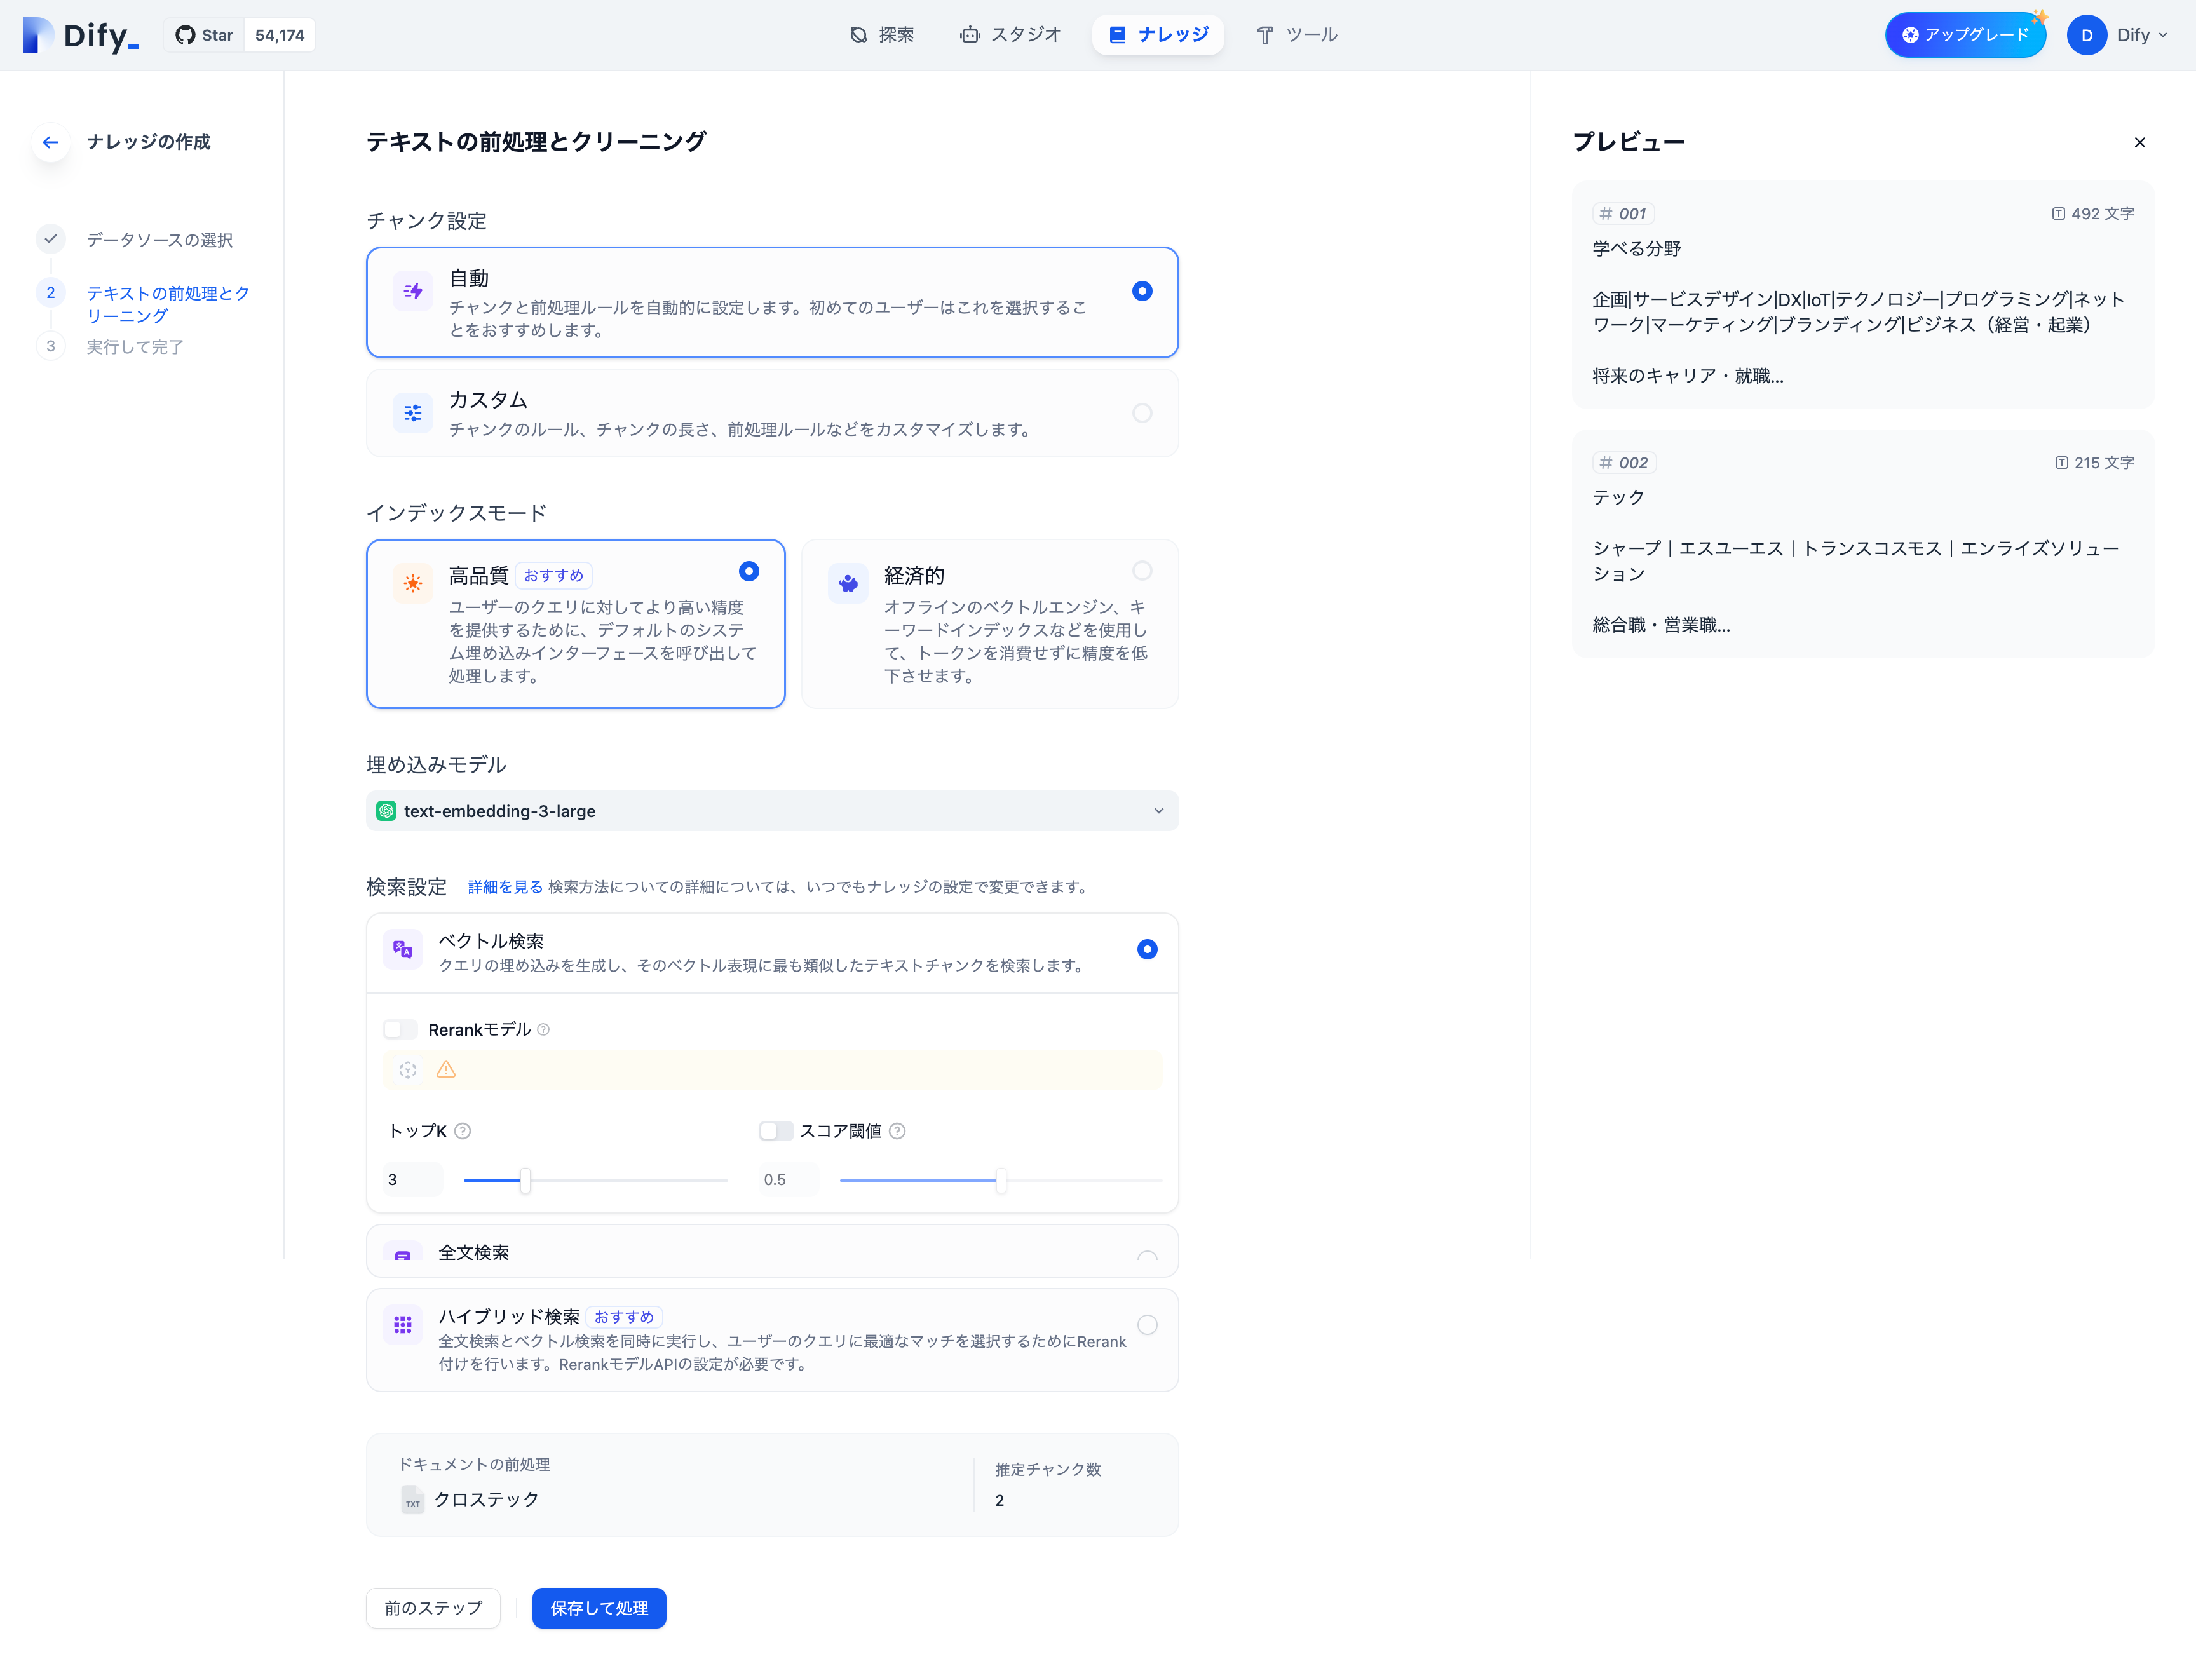 Dify_
Star 54,174
探索
スタジオ
ナレッジ
ツール
アップグレード
D
Dify
ナレッジの作成
データソースの選択
2
テキストの前処理とク
リーニング
3
実行して完了
テキストの前処理とクリーニング
チャンク設定
自動
チャンクと前処理ルールを自動的に設定します。初めてのユーザーはこれを選択するこ
とをおすすめします。
カスタム
チャンクのルール、チャンクの長さ、前処理ルールなどをカスタマイズします。
インデックスモード
高品質 おすすめ
ユーザーのクエリに対してより高い精度
を提供するために、デフォルトのシステ
ム埋め込みインターフェースを呼び出して
処理します。
経済的
オフラインのベクトルエンジン、キ
ーワードインデックスなどを使用し
て、トークンを消費せずに精度を低
下させます。
埋め込みモデル
text-embedding-3-large
検索設定 詳細を見る 検索方法についての詳細については、いつでもナレッジの設定で変更できます。
ベクトル検索
クエリの埋め込みを生成し、そのベクトル表現に最も類似したテキストチャンクを検索します。
Rerankモデル
トップK
スコア閾値
3
0.5
全文検索
ハイブリッド検索 おすすめ
全文検索とベクトル検索を同時に実行し、ユーザーのクエリに最適なマッチを選択するためにRerank
付けを行います。RerankモデルAPIの設定が必要です。
ドキュメントの前処理
TXT クロステック
推定チャンク数
2
前のステップ
保存して処理
プレビュー
# 001
492 文字
学べる分野
企画|サービスデザイン|DX|IoT|テクノロジー|プログラミング|ネット
ワーク|マーケティング|ブランディング|ビジネス（経営・起業）
将来のキャリア・就職...
# 002
215 文字
テック
シャープ｜エスユーエス｜トランスコスモス｜エンライズソリュー
ション
総合職・営業職...